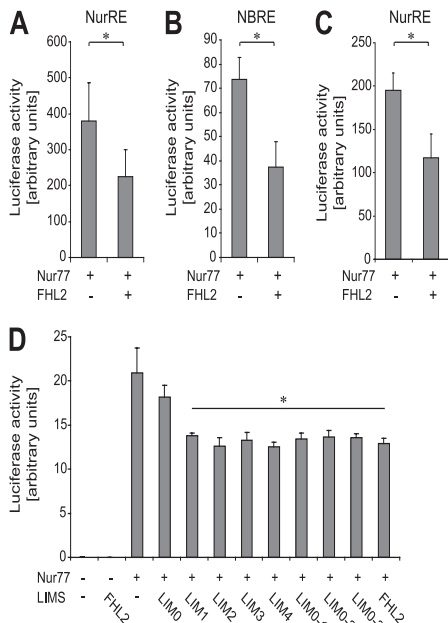 A
NurRE
*
Luciferase activity
[arbitrary units]
600
500
400
300
200
100
0
Nur77 + +
FHL2 - +
B
NBRE
*
Luciferase activity
[arbitrary units]
80
70
60
50
40
30
20
10
0
Nur77 + +
FHL2 - +
C
NurRE
*
Luciferase activity
[arbitrary units]
250
200
150
100
50
0
Nur77 + +
FHL2 - +
D
*
Luciferase activity
[arbitrary units]
25
20
15
10
5
0
Nur77 - - + + + + + + + + + +
LIMS - FHL2 - LIM0 LIM1 LIM2 LIM3 LIM4 FHL2